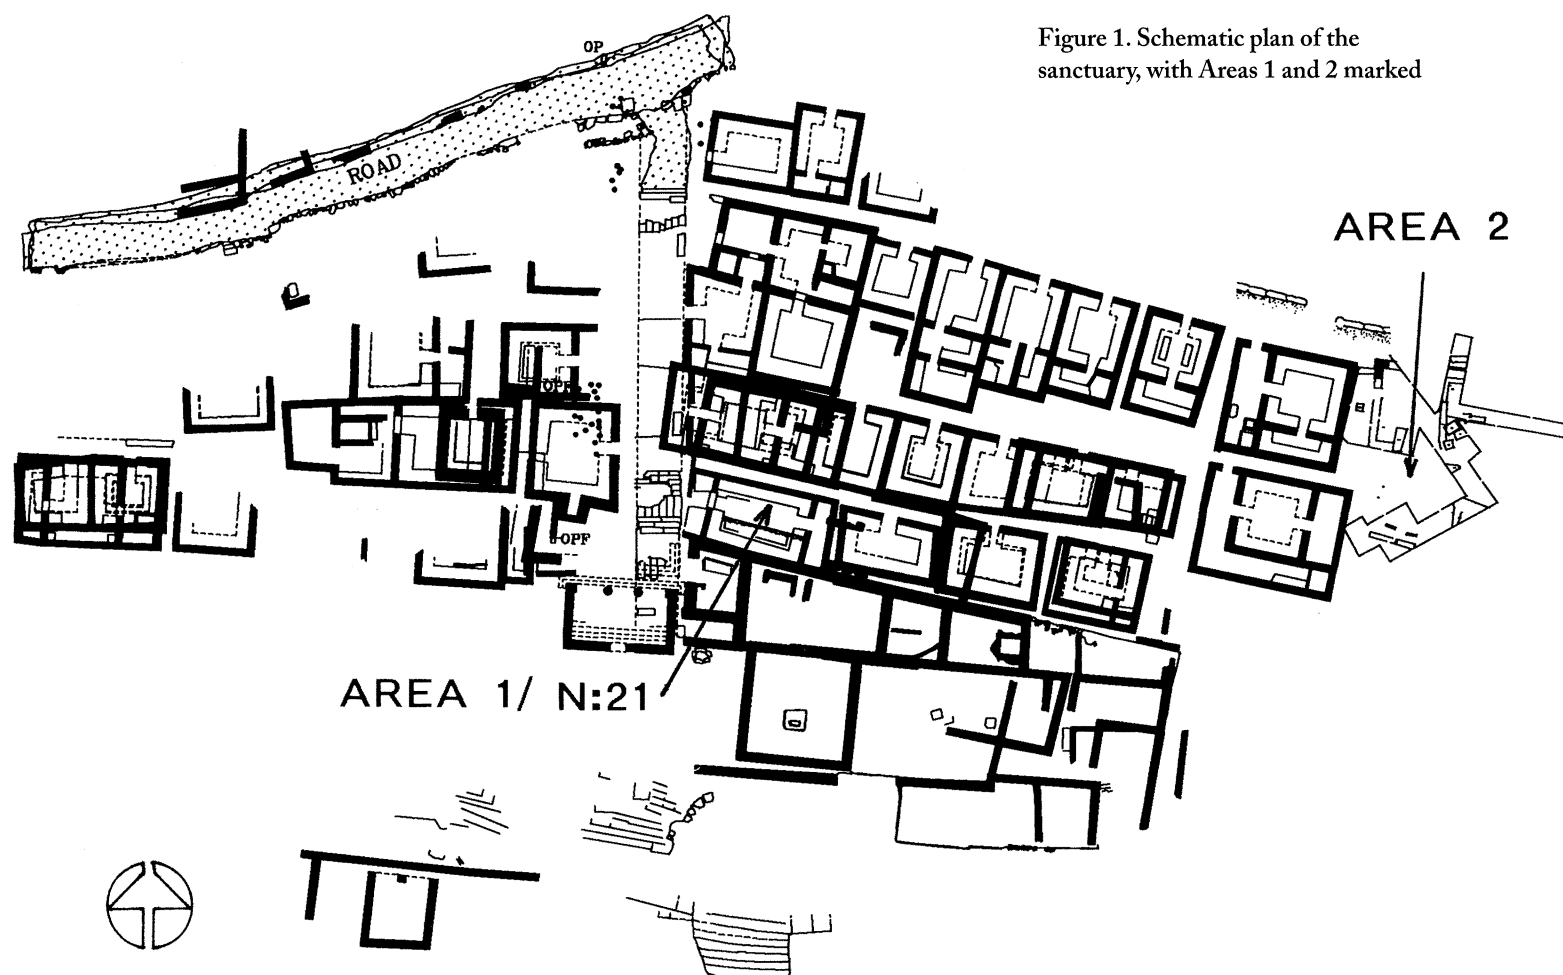 Figure 1. Schematic plan of the
sanctuary, with Areas 1 and 2 marked
OP
ROAD
AREA 2
OPF
OPF
AREA 1/ N:21